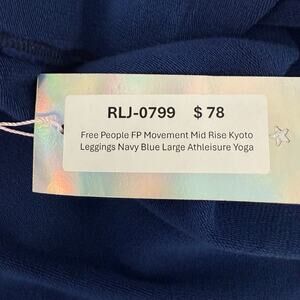 RLJ-0799 $ 78
Free People FP Movement Mid Rise Kyoto
Leggings Navy Blue Large Athleisure Yoga